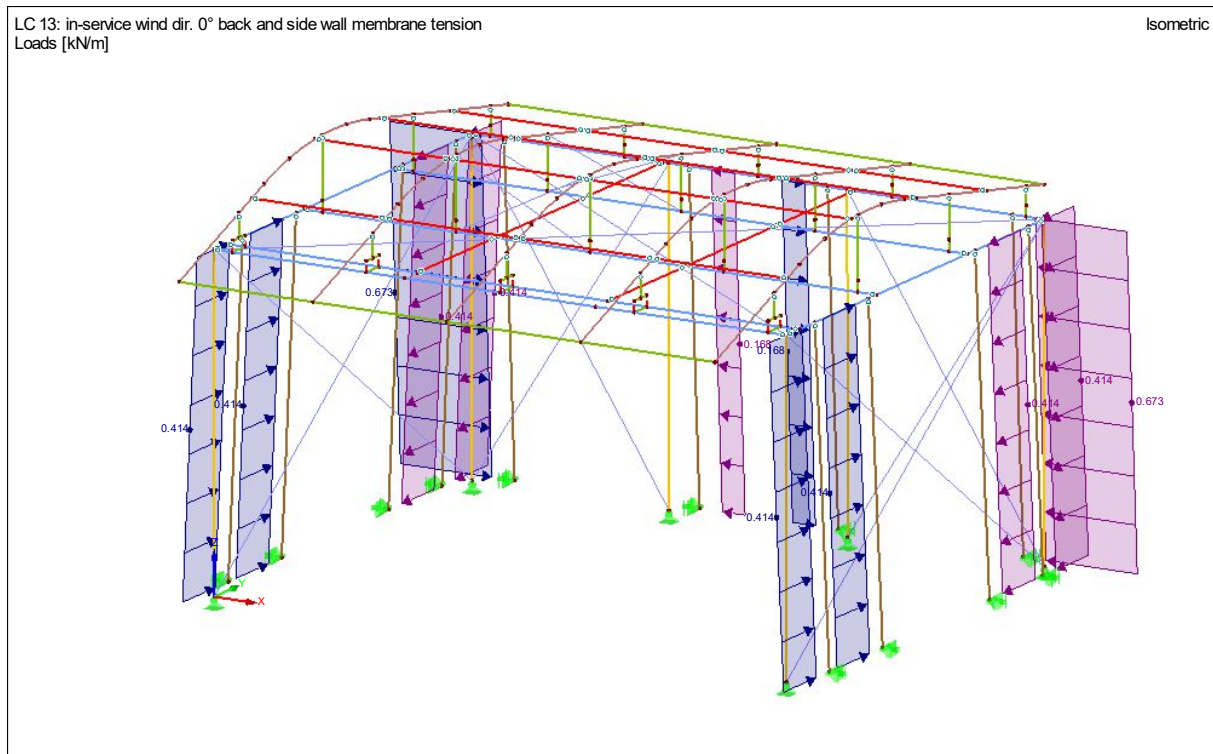 LC 13: in-service wind dir. 0° back and side wall membrane tension
Loads [kN/m]
Isometric
0.673
0.414
0.414
0.168
0.168
0.414
0.414
0.673
0.414
0.414
0.414
0.414
0.414
Z
Y
X